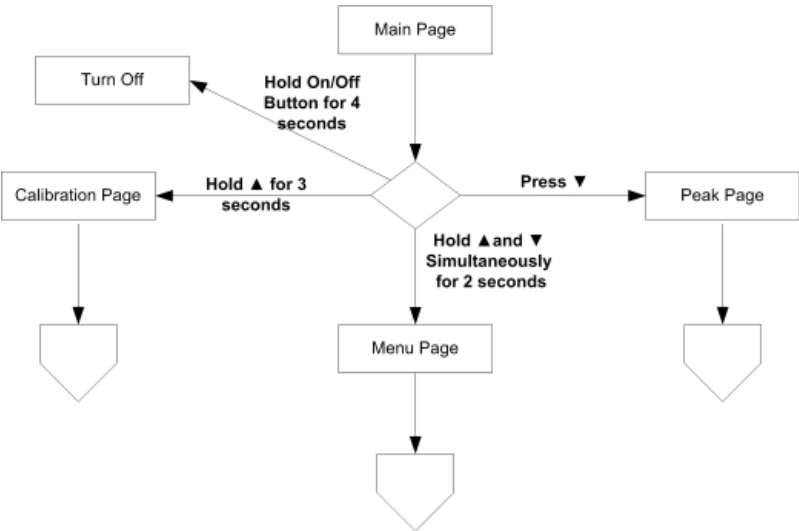 Main Page
Turn Off
Hold On/Off
Button for 4
seconds
Calibration Page
Hold ▲ for 3
seconds
Press ▼
Peak Page
Hold ▲and ▼
Simultaneously
for 2 seconds
Menu Page